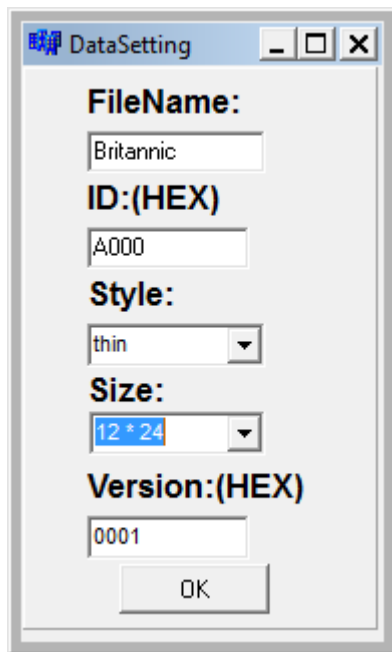 DataSetting
FileName:
Britannic
ID:(HEX)
A000
Style:
thin
Size:
12 * 24
Version:(HEX)
0001
OK